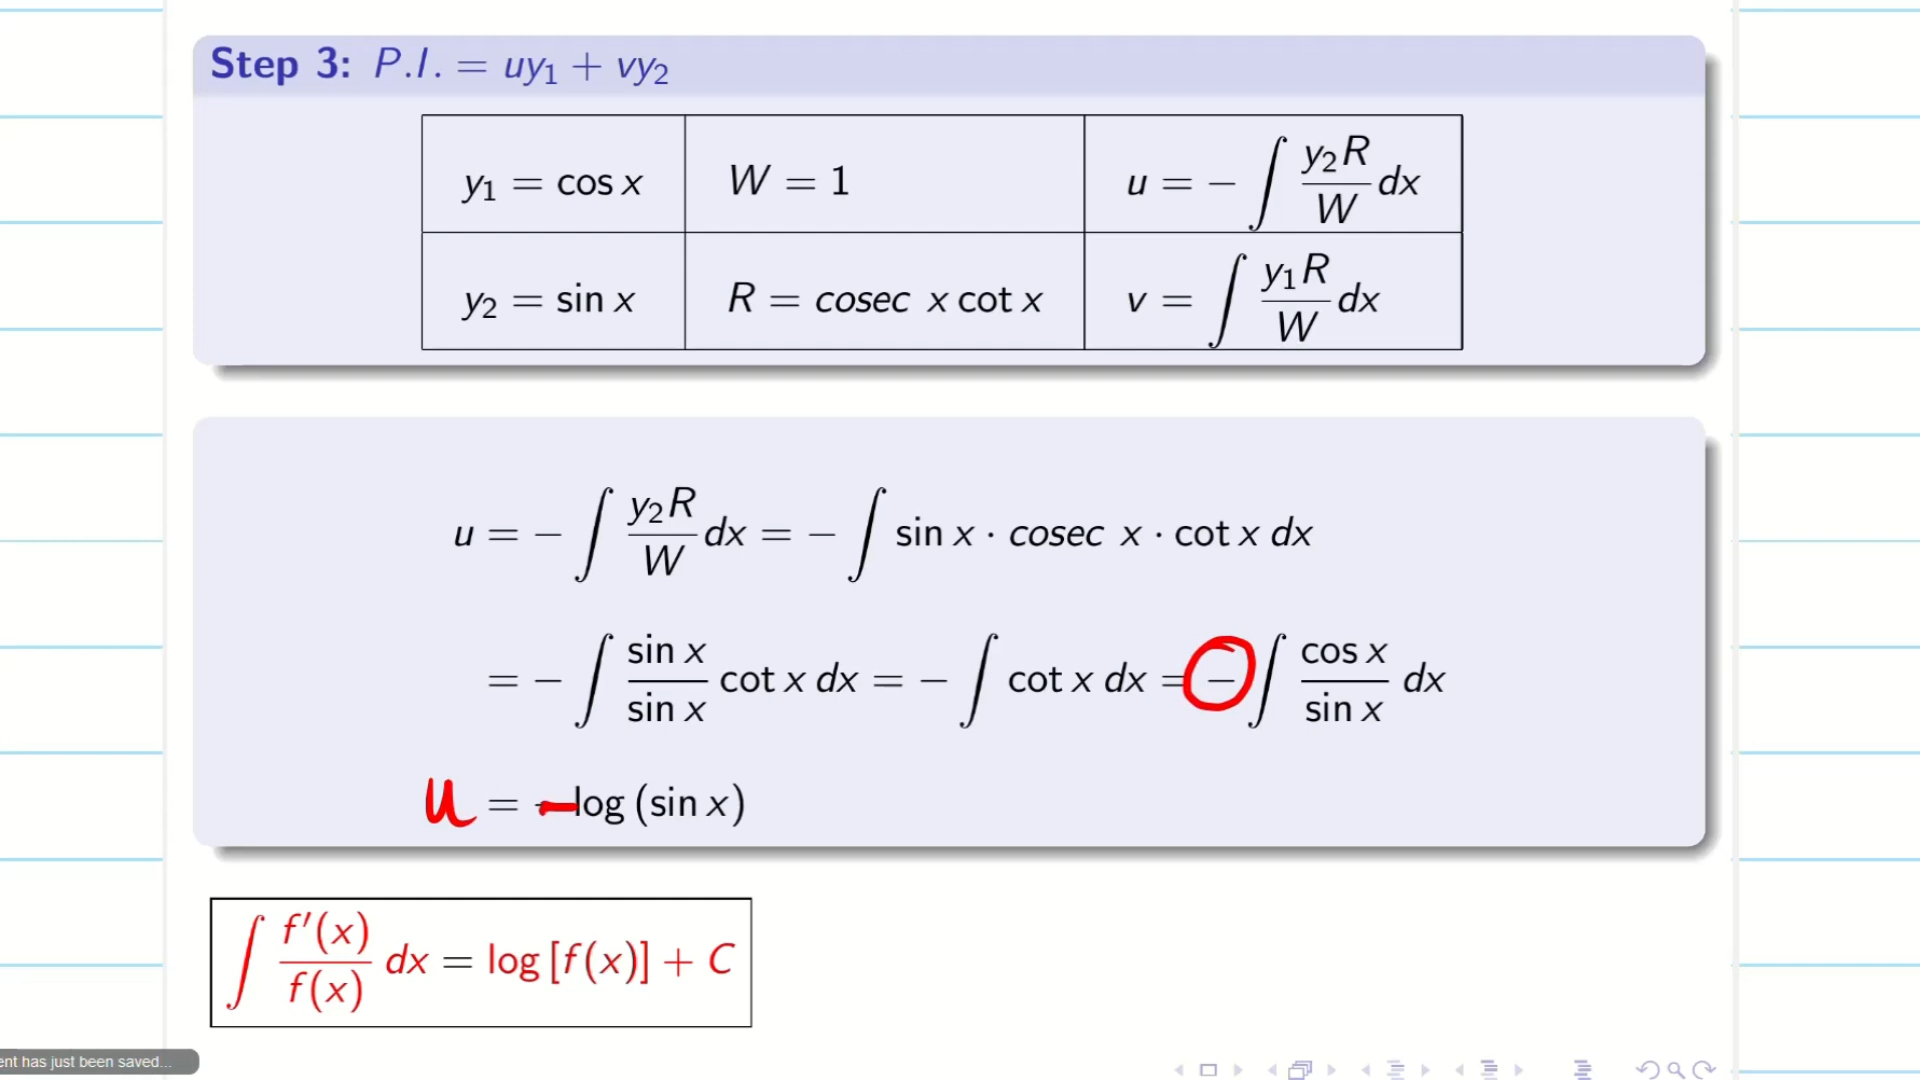 Step 3: P.I. = uy₁ + vy₂
y₁ = cos x W = 1 u = − ∫ y₂R/W dx
y₂ = sin x R = cosec x cot x v = ∫ y₁R/W dx
u = − ∫ y₂R/W dx = − ∫ sin x · cosec x · cot x dx
= − ∫ sin x/sin x cot x dx = − ∫ cot x dx = − ∫ cos x/sin x dx
u = − log (sin x)
∫ f′(x)/f(x) dx = log [f(x)] + C
ent has just been saved...